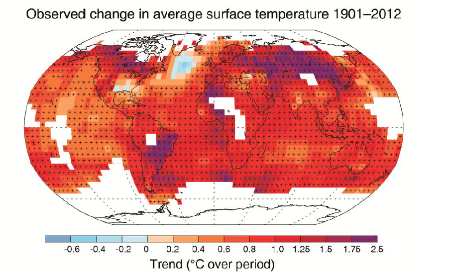 Observed change in average surface temperature 1901–2012
-0.6 -0.4 -0.2 0 0.2 0.4 0.6 0.8 1.0 1.25 1.5 1.75 2.5
Trend (°C over period)